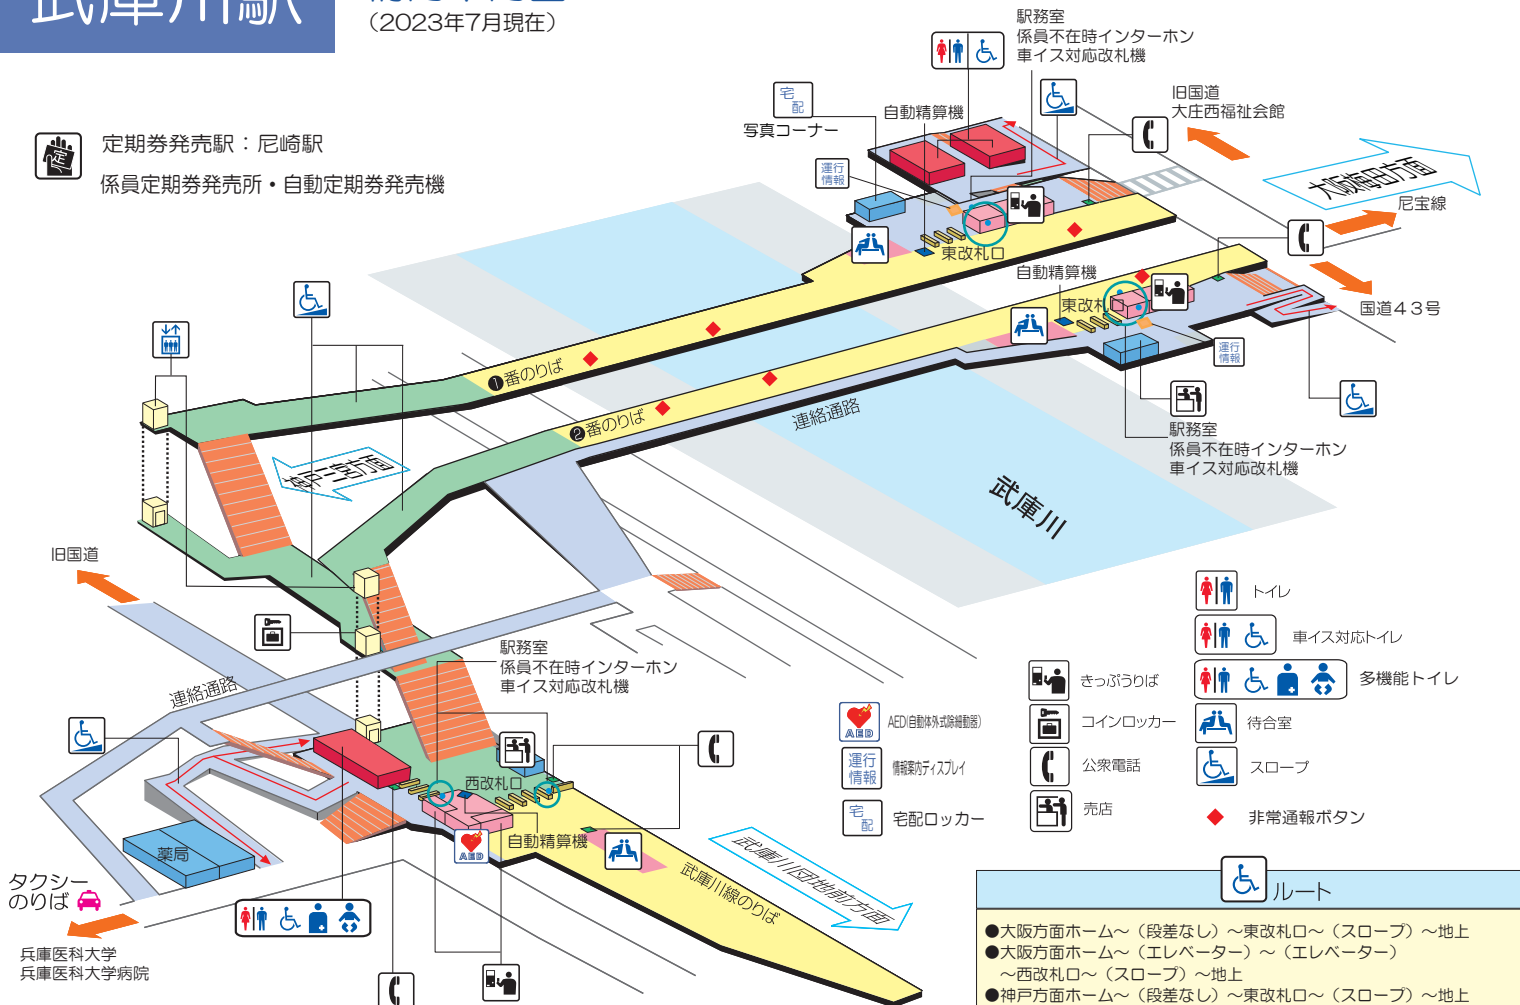 武庫川駅
（2023年7月現在）
定期券発売駅：尼崎駅
係員定期券発売所・自動定期券発売機
駅務室
係員不在時インターホン
車イス対応改札機
宅配
写真コーナー
自動精算機
運行情報
旧国道
大庄西福祉会館
大阪梅田方面
尼宝線
国道４３号
東改札口
自動精算機
東改札口
運行情報
駅務室
係員不在時インターホン
車イス対応改札機
❶番のりば
❷番のりば
連絡通路
武庫川
神戸三宮方面
旧国道
連絡通路
駅務室
係員不在時インターホン
車イス対応改札機
西改札口
自動精算機
AED
薬局
タクシー
のりば
兵庫医科大学
兵庫医科大学病院
武庫川線のりば
武庫川団地前方面
AED
AED(自動体外式除細動器)
運行情報
情報案内ディスプレイ
宅配
宅配ロッカー
きっぷうりば
コインロッカー
公衆電話
売店
トイレ
車イス対応トイレ
多機能トイレ
待合室
スロープ
非常通報ボタン
ルート
●大阪方面ホーム～（段差なし）～東改札口～（スロープ）～地上
●大阪方面ホーム～（エレベーター）～（エレベーター）
～西改札口～（スロープ）～地上
●神戸方面ホーム～（段差なし）～東改札口～（スロープ）～地上